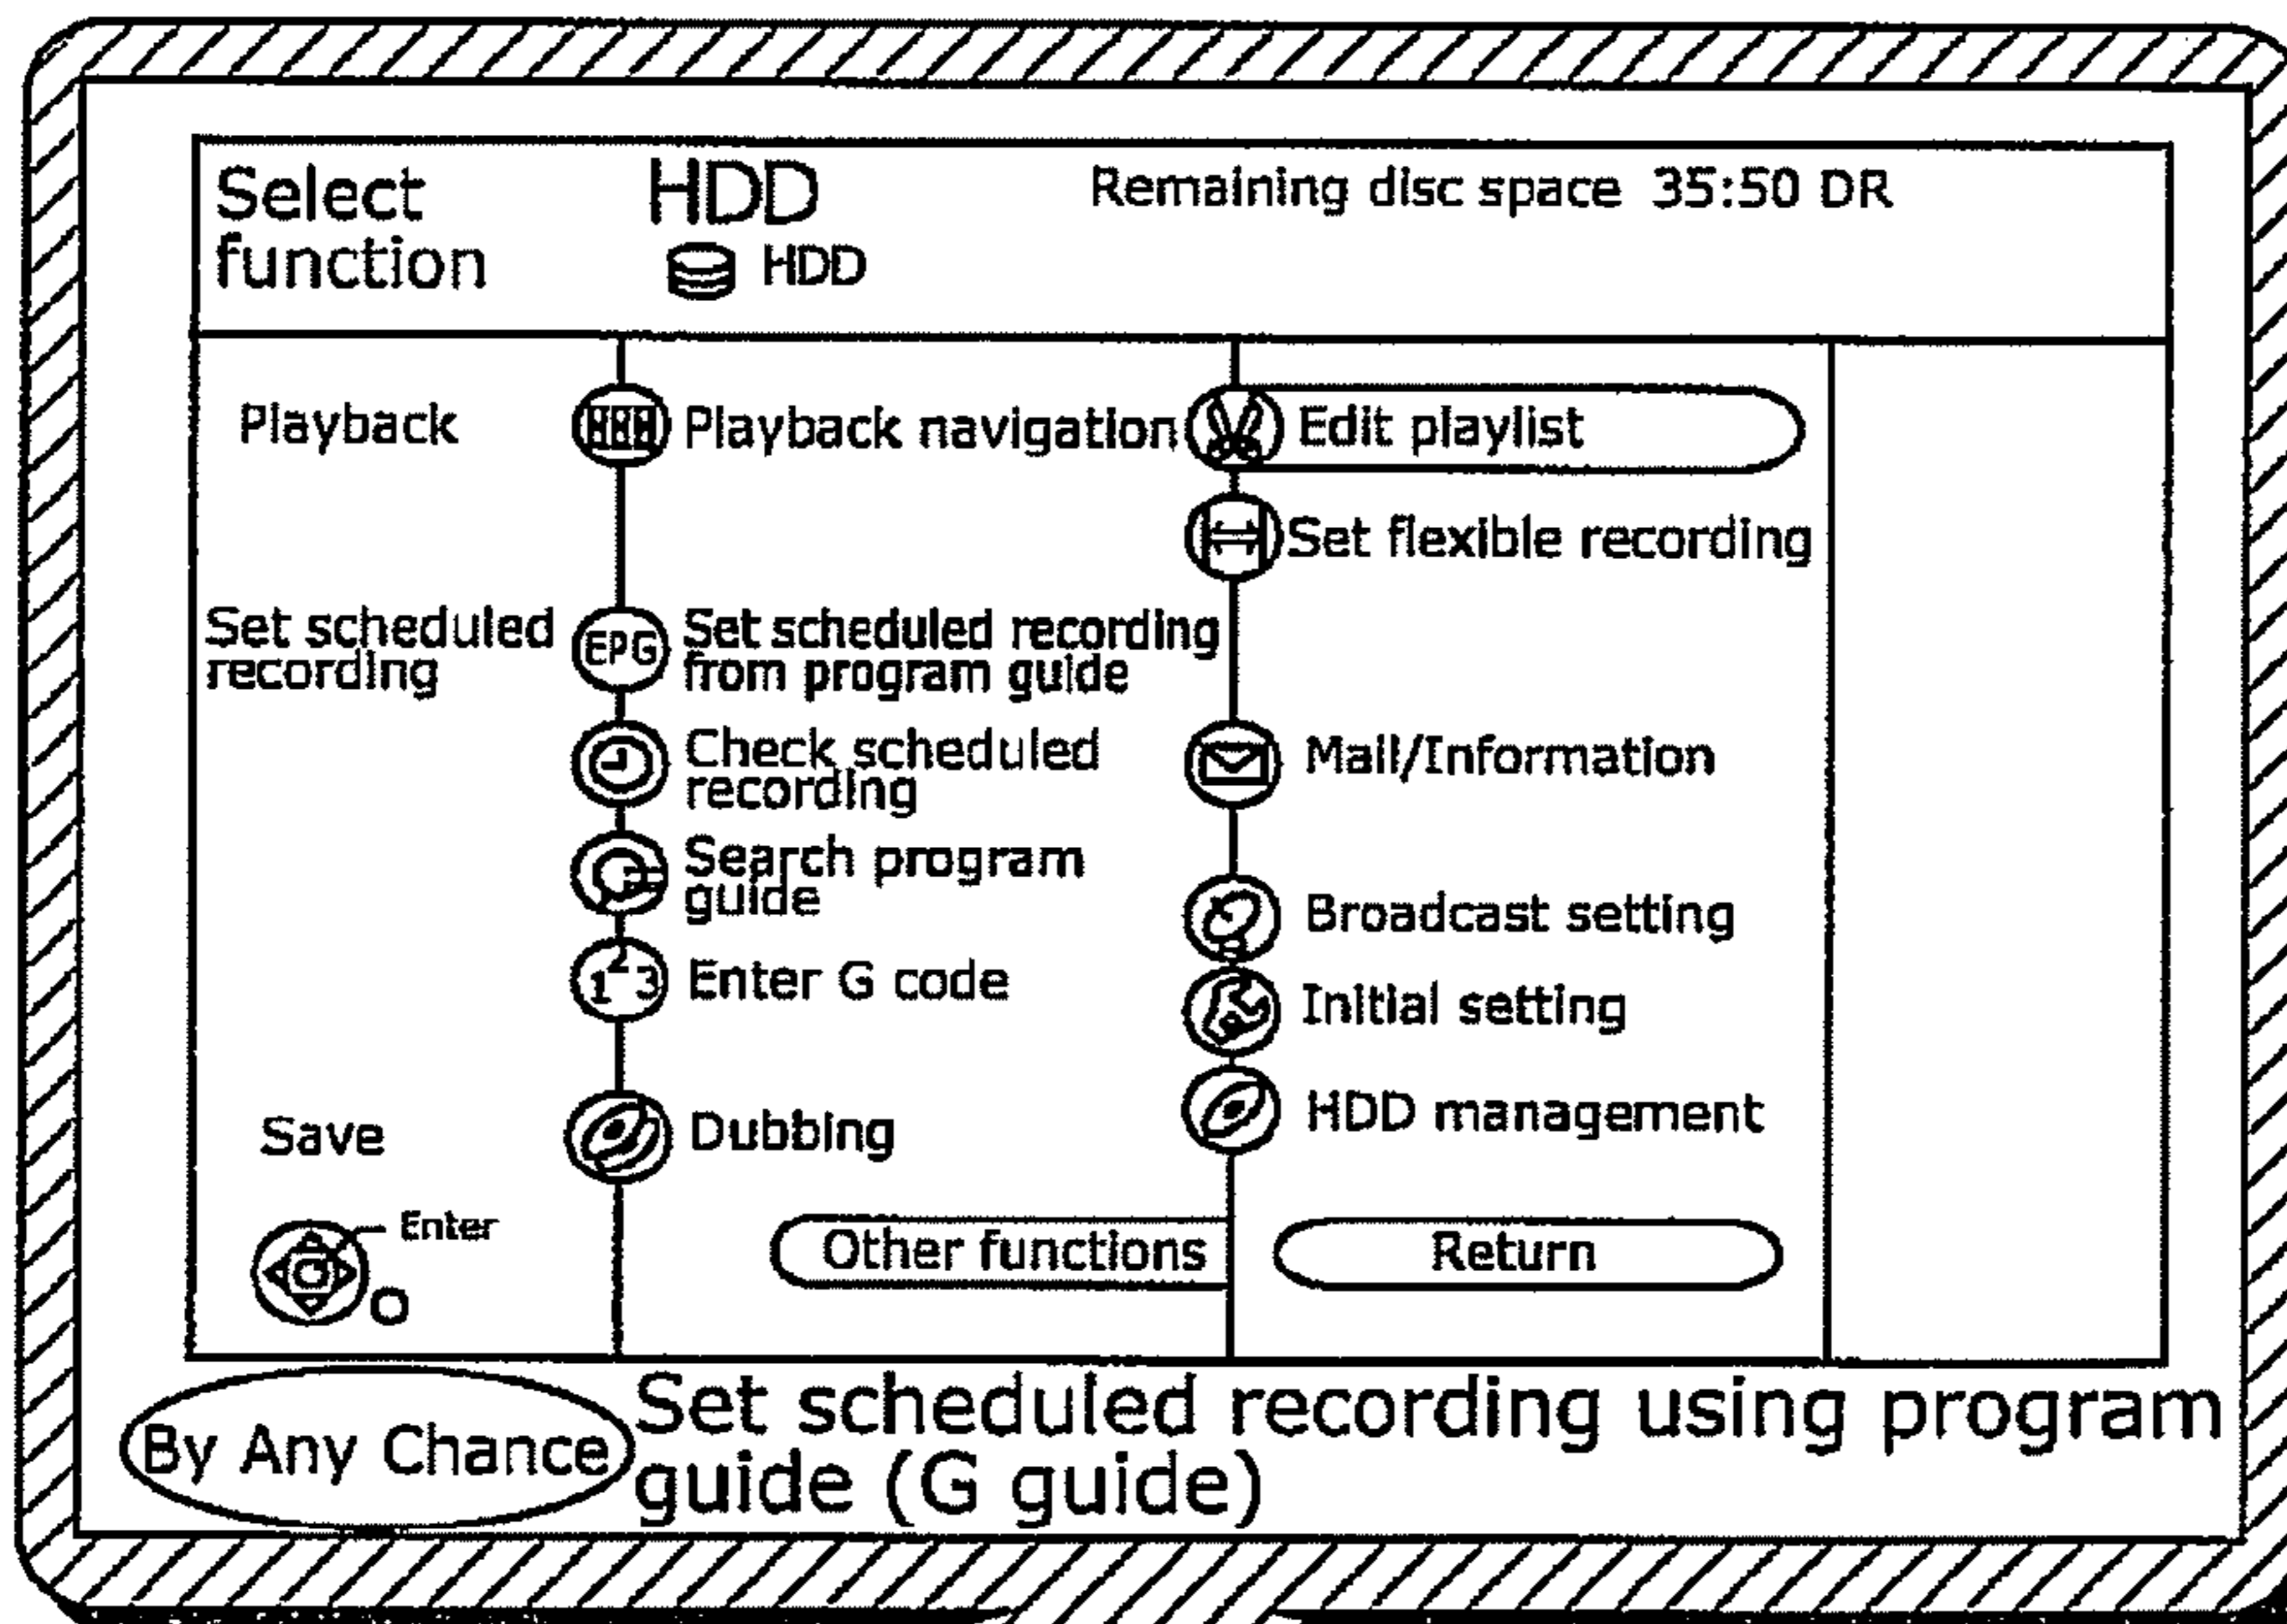 Select
function
HDD
HDD
Remaining disc space 35:50 DR
Playback
Playback navigation
Edit playlist
Set flexible recording
Set scheduled
recording
EPG
Set scheduled recording
from program guide
Check scheduled
recording
Mail/Information
Search program
guide
Broadcast setting
1 2 3
Enter G code
Initial setting
Save
Dubbing
HDD management
Enter
Other functions
Return
By Any Chance
Set scheduled recording using program
guide (G guide)